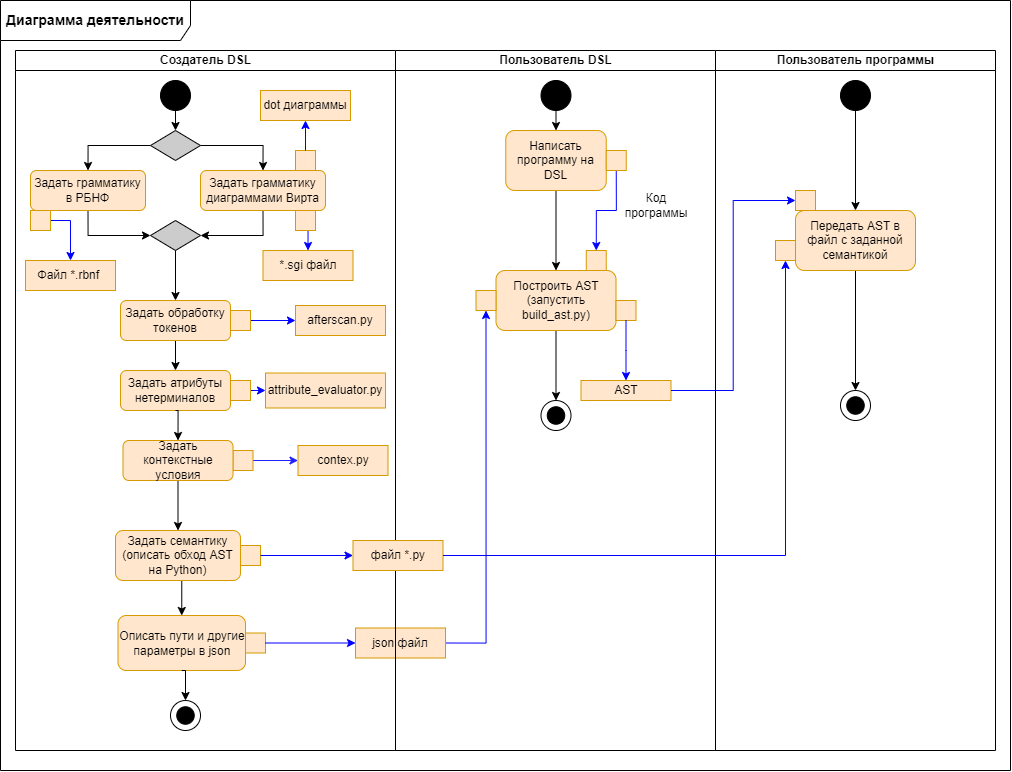 Диаграмма деятельности
Создатель DSL
Пользователь DSL
Пользователь программы
dot диаграммы
Задать грамматику
в РБНФ
Задать грамматику
диаграммами Вирта
Файл *.rbnf
*.sgi файл
Задать обработку
токенов
afterscan.py
Задать атрибуты
нетерминалов
attribute_evaluator.py
Задать
контекстные
условия
contex.py
Задать семантику
(описать обход AST
на Python)
файл *.py
Описать пути и другие
параметры в json
json файл
Написать
программу на
DSL
Код
программы
Построить AST
(запустить
build_ast.py)
AST
Передать AST в
файл с заданной
семантикой